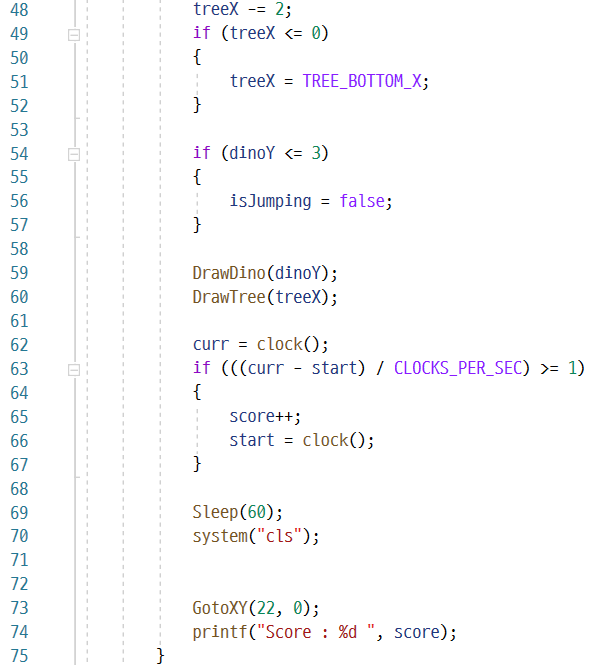 48 treeX -= 2;
49 if (treeX <= 0)
50 {
51 treeX = TREE_BOTTOM_X;
52 }
53
54 if (dinoY <= 3)
55 {
56 isJumping = false;
57 }
58
59 DrawDino(dinoY);
60 DrawTree(treeX);
61
62 curr = clock();
63 if (((curr - start) / CLOCKS_PER_SEC) >= 1)
64 {
65 score++;
66 start = clock();
67 }
68
69 Sleep(60);
70 system("cls");
71
72
73 GotoXY(22, 0);
74 printf("Score : %d ", score);
75 }